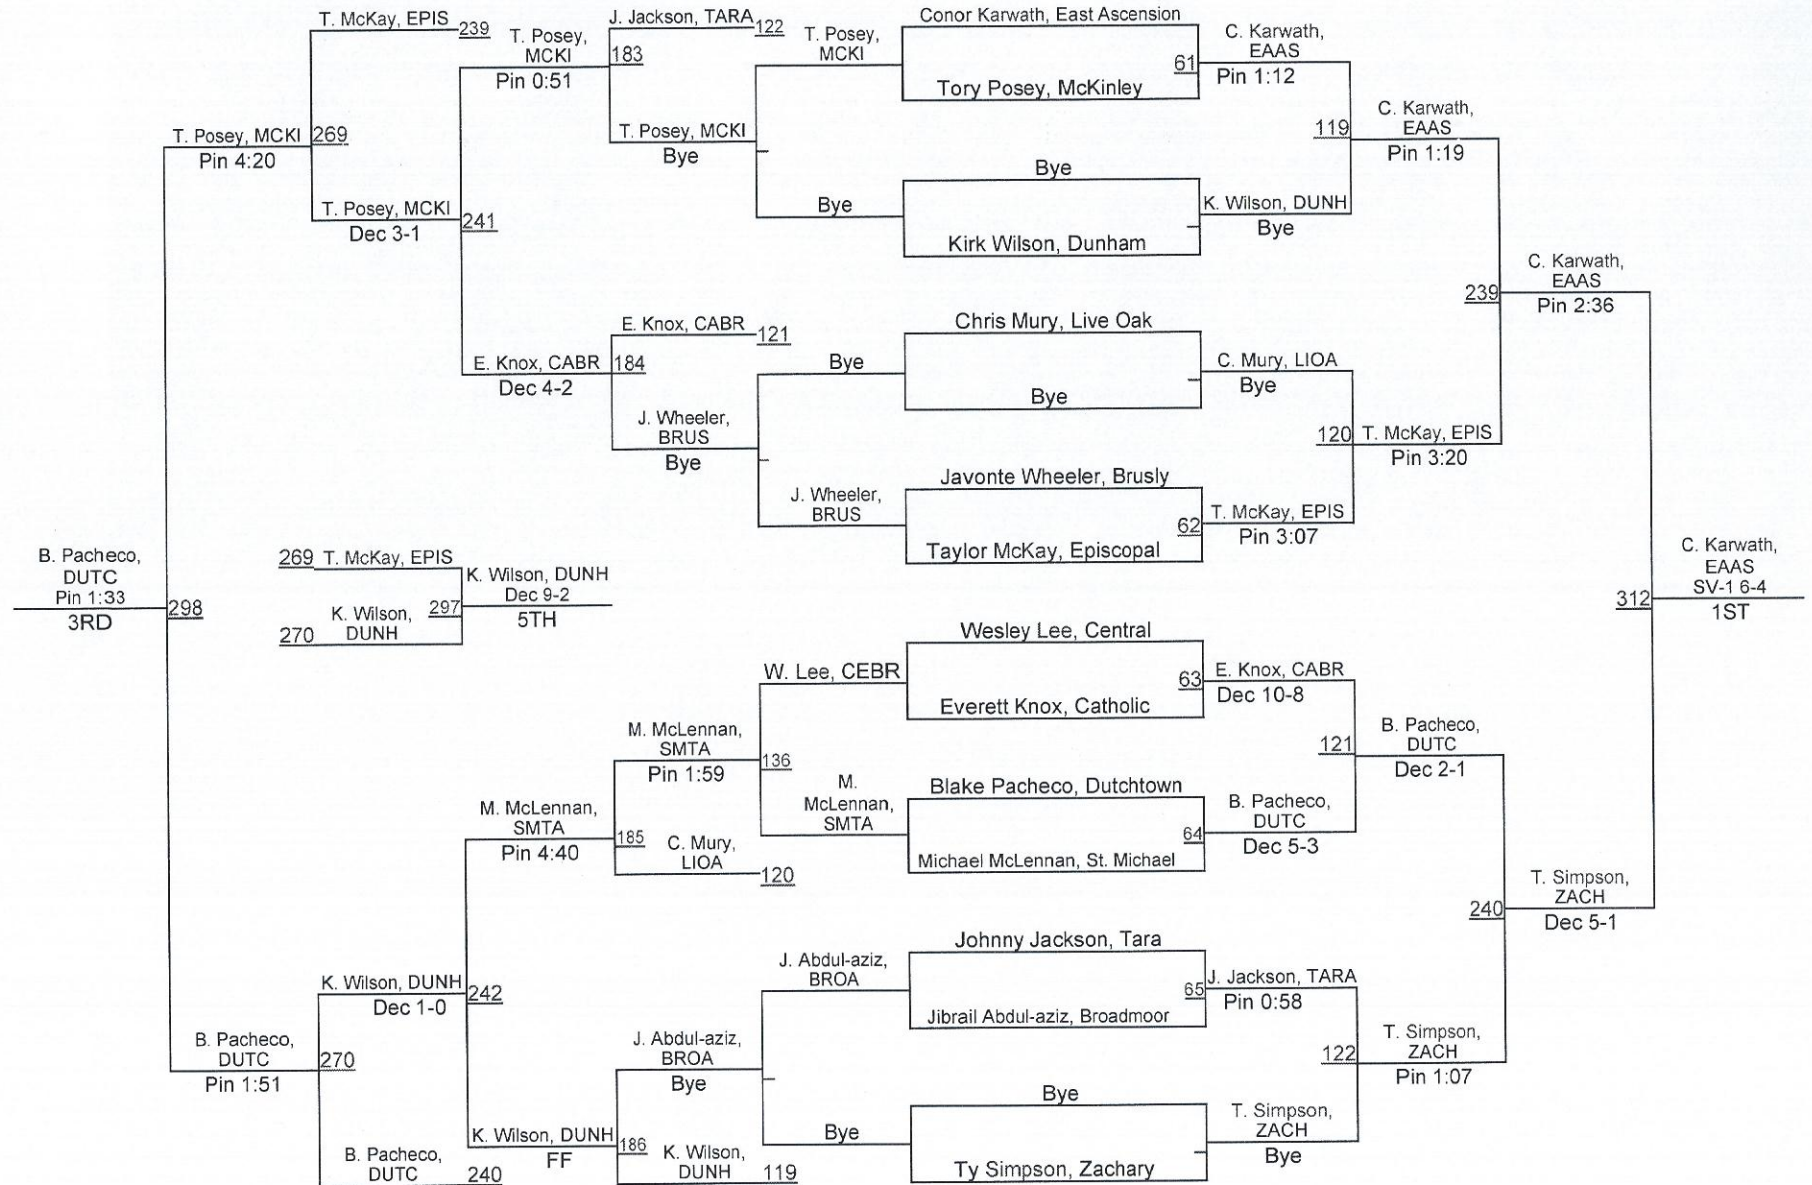 T. McKay, EPIS
239
J. Jackson, TARA
122
T. Posey,
MCKI
Pin 0:51
183
T. Posey,
MCKI
Conor Karwath, East Ascension
61
Tory Posey, McKinley
C. Karwath,
EAAS
Pin 1:12
T. Posey, MCKI
Pin 4:20
269
T. Posey, MCKI
Bye
119
C. Karwath,
EAAS
Pin 1:19
T. Posey, MCKI
Dec 3-1
241
Bye
Bye
Kirk Wilson, Dunham
K. Wilson, DUNH
Bye
C. Karwath,
EAAS
Pin 2:36
239
E. Knox, CABR
121
E. Knox, CABR
Dec 4-2
184
Bye
Chris Mury, Live Oak
Bye
C. Mury, LIOA
Bye
J. Wheeler,
BRUS
Bye
120
T. McKay, EPIS
Pin 3:20
J. Wheeler,
BRUS
Javonte Wheeler, Brusly
62
Taylor McKay, Episcopal
T. McKay, EPIS
Pin 3:07
B. Pacheco,
DUTC
Pin 1:33
3RD
298
269
T. McKay, EPIS
K. Wilson,
DUNH
270
297
K. Wilson, DUNH
Dec 9-2
5TH
C. Karwath,
EAAS
SV-1 6-4
1ST
312
W. Lee, CEBR
Wesley Lee, Central
63
Everett Knox, Catholic
E. Knox, CABR
Dec 10-8
M. McLennan,
SMTA
Pin 1:59
136
121
B. Pacheco,
DUTC
Dec 2-1
M. McLennan,
SMTA
Pin 4:40
185
C. Mury,
LIOA
120
M.
McLennan,
SMTA
Blake Pacheco, Dutchtown
64
Michael McLennan, St. Michael
B. Pacheco,
DUTC
Dec 5-3
240
T. Simpson,
ZACH
Dec 5-1
K. Wilson, DUNH
Dec 1-0
242
J. Abdul-aziz,
BROA
Johnny Jackson, Tara
65
Jibrail Abdul-aziz, Broadmoor
J. Jackson, TARA
Pin 0:58
B. Pacheco,
DUTC
Pin 1:51
270
J. Abdul-aziz,
BROA
Bye
122
T. Simpson,
ZACH
Pin 1:07
K. Wilson, DUNH
FF
186
Bye
Bye
Ty Simpson, Zachary
T. Simpson,
ZACH
Bye
B. Pacheco,
DUTC
240
K. Wilson,
DUNH
119